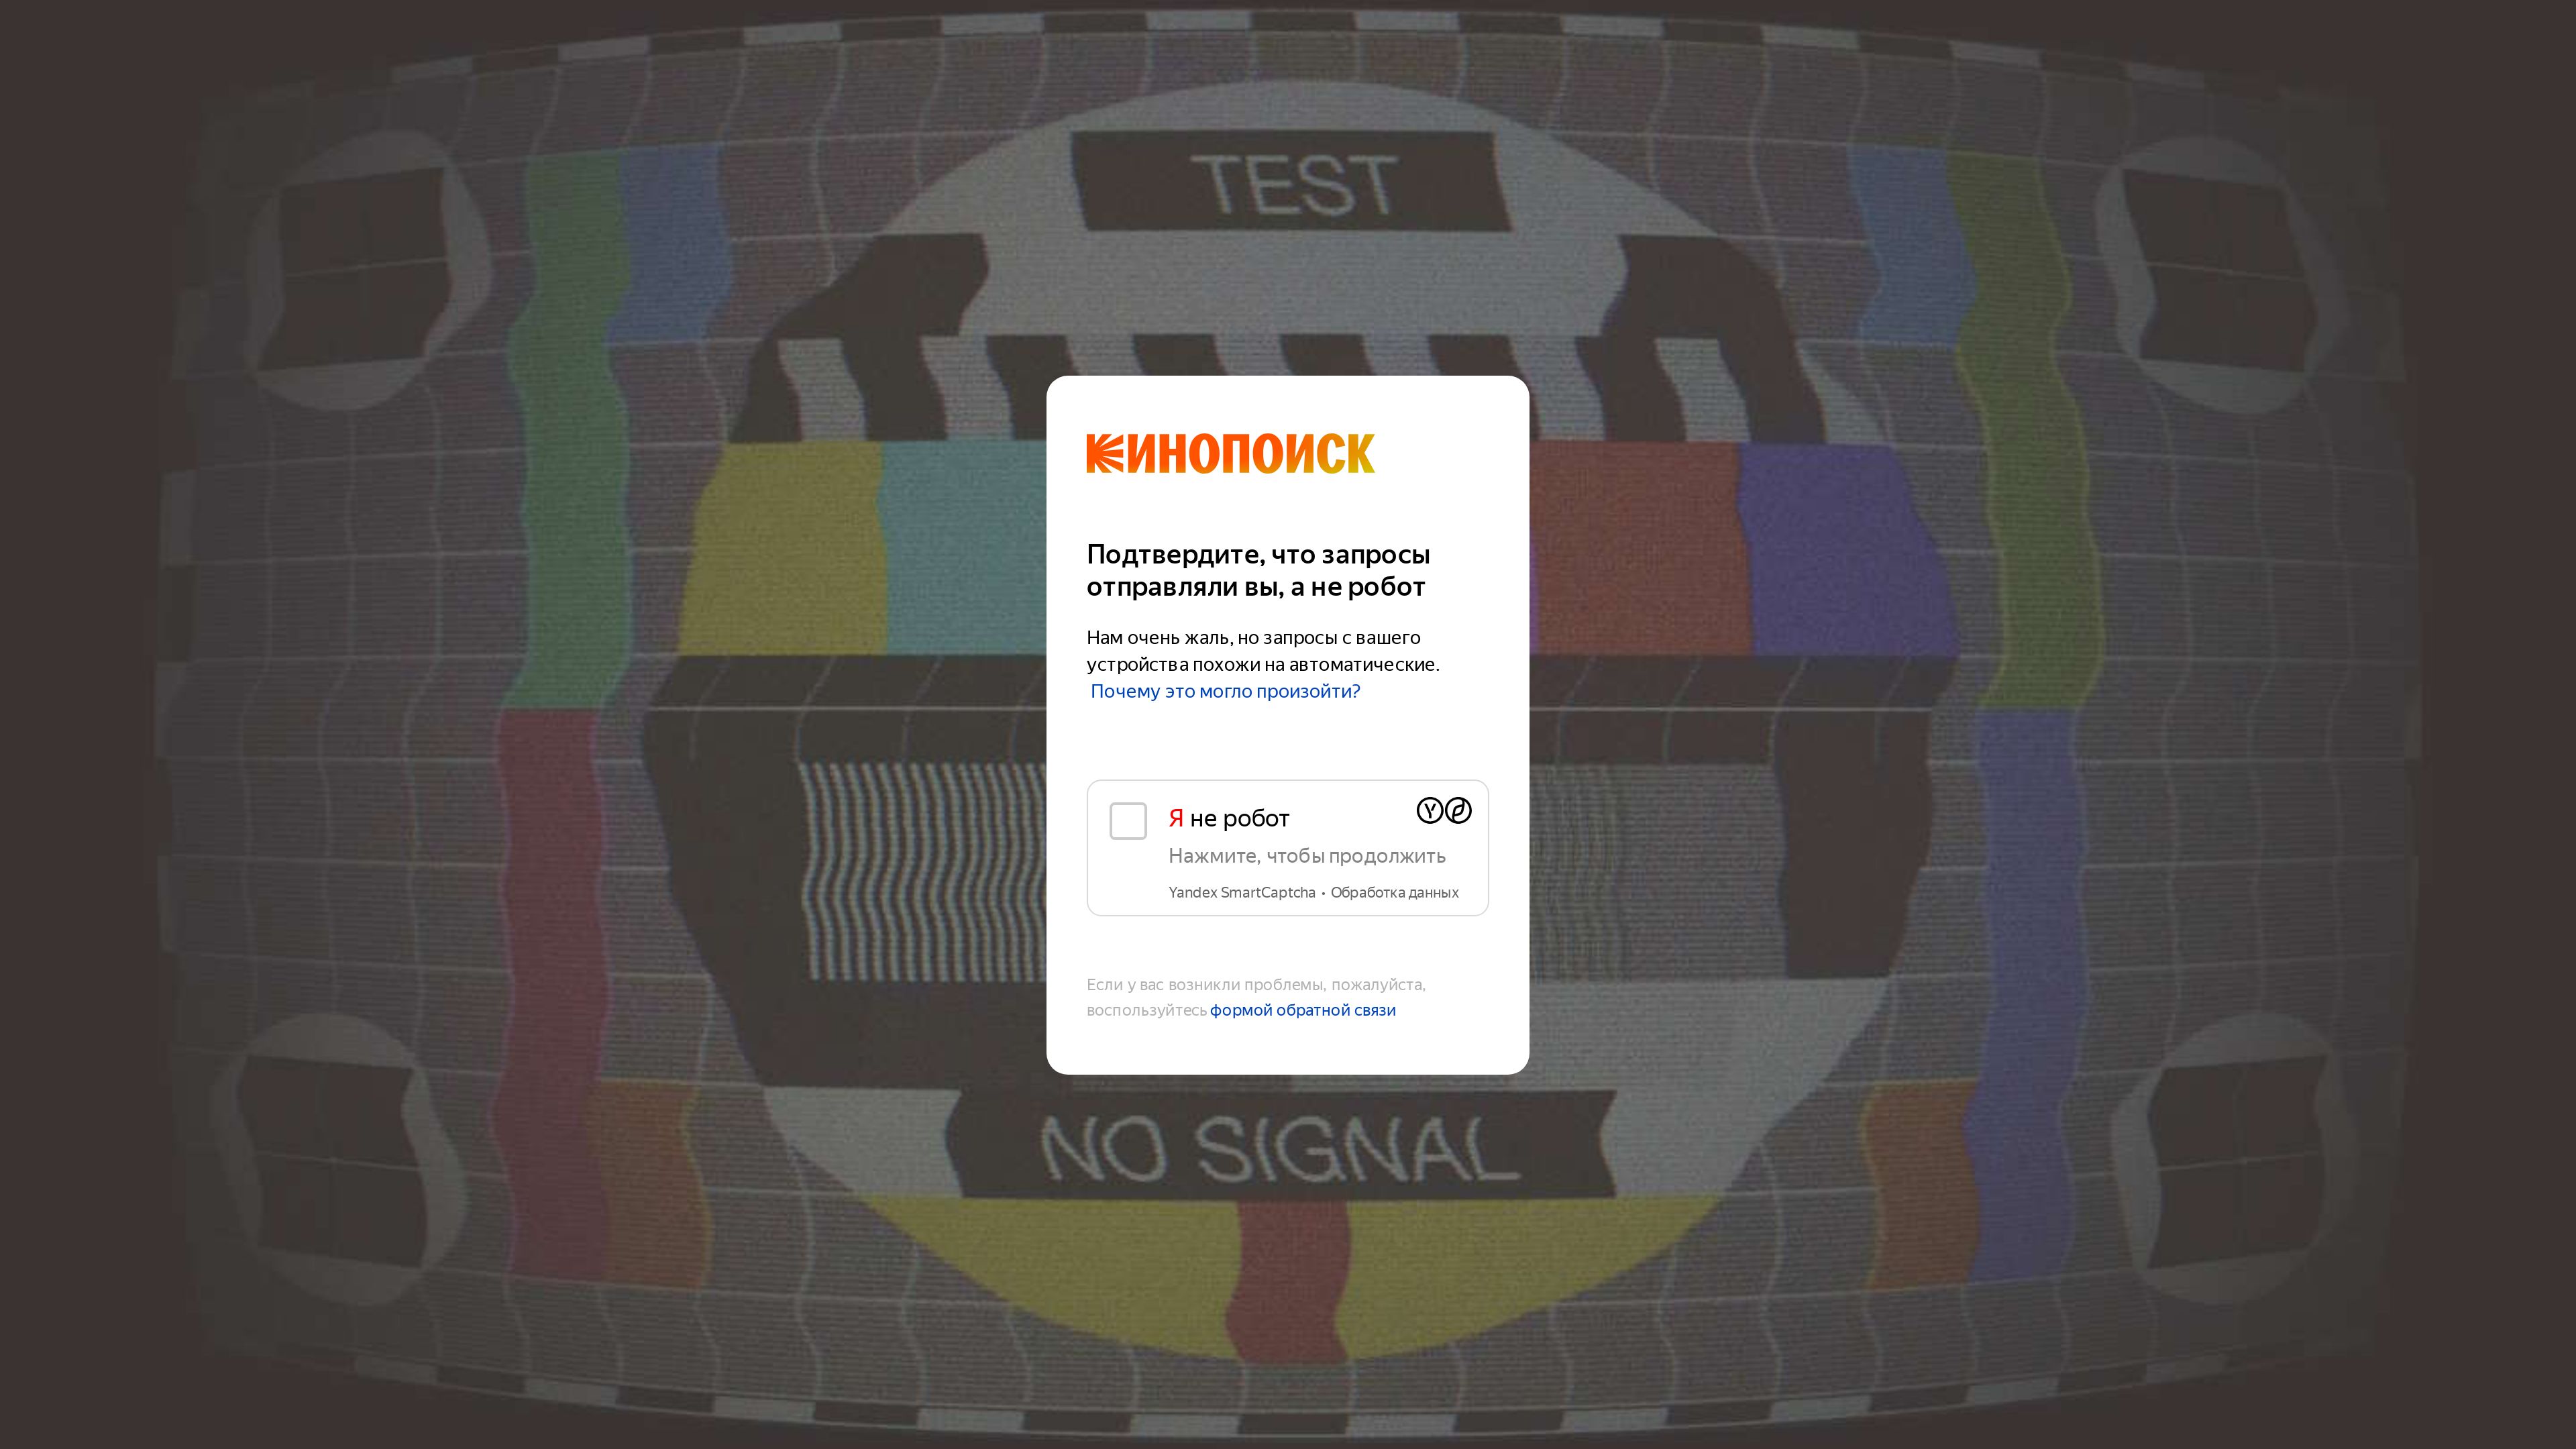 TEST
КИНОПОИСК
Подтвердите, что запросы
отправляли вы, а не робот
Нам очень жаль, но запросы с вашего
устройства похожи на автоматические.
Почему это могло произойти?
Я не робот
Нажмите, чтобы продолжить
Yandex SmartCaptcha • Обработка данных
Если у вас возникли проблемы, пожалуйста,
воспользуйтесь формой обратной связи
NO SIGNAL